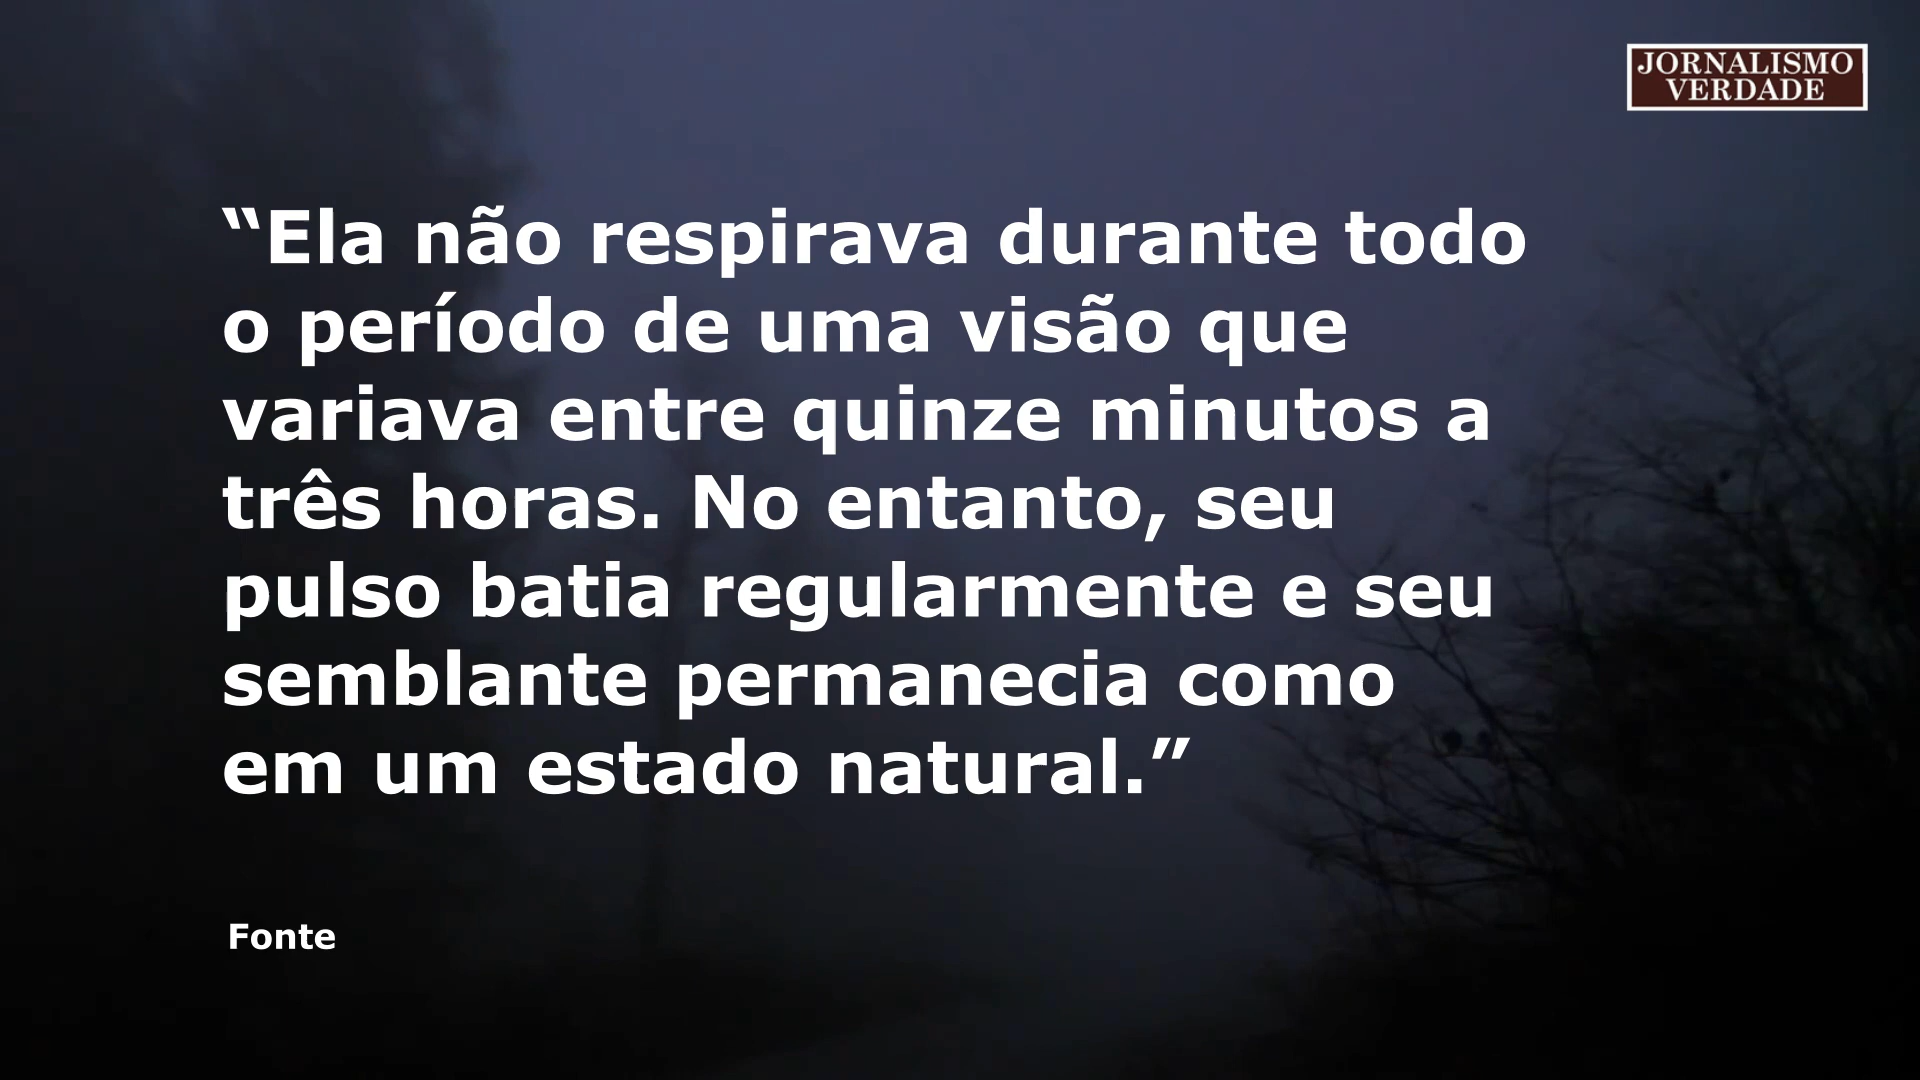 JORNALISMO
VERDADE
“Ela não respirava durante todo
o período de uma visão que
variava entre quinze minutos a
três horas. No entanto, seu
pulso batia regularmente e seu
semblante permanecia como
em um estado natural.”
Fonte